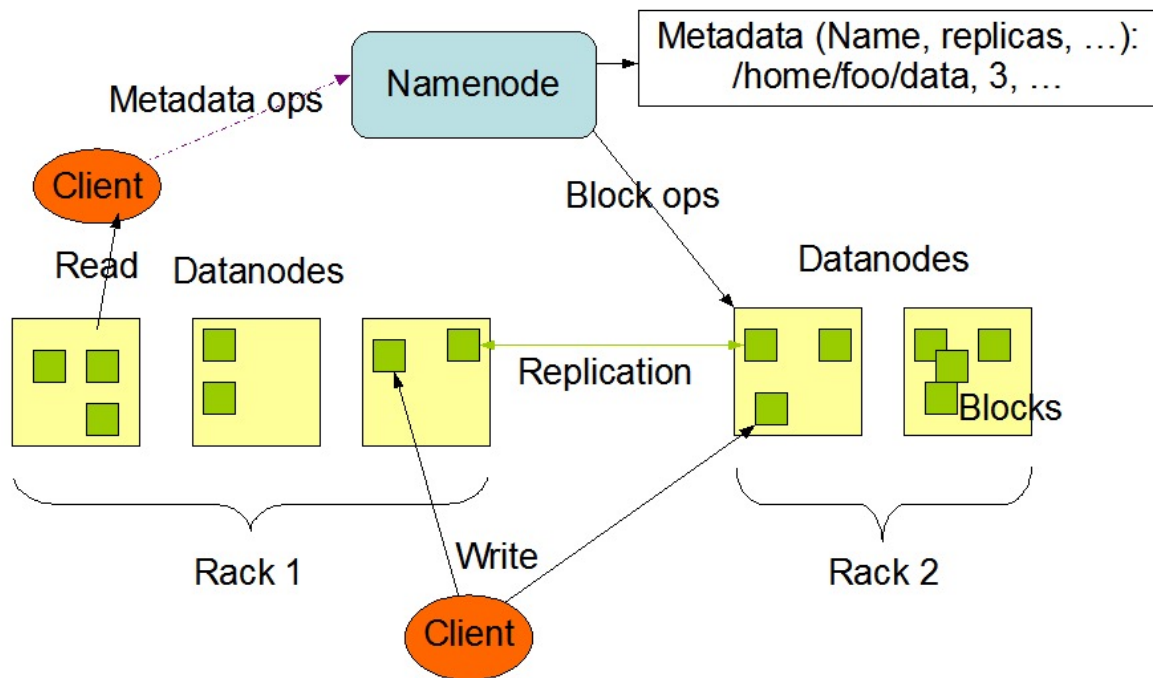 Metadata (Name, replicas, …):
/home/foo/data, 3, …
Namenode
Metadata ops
Client
Block ops
Read
Datanodes
Datanodes
Replication
Blocks
Rack 1
Write
Rack 2
Client